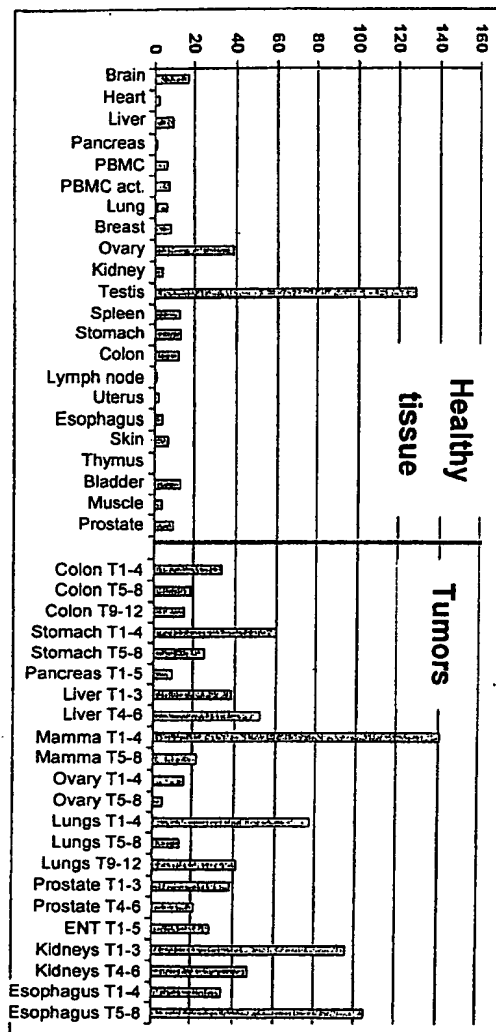 0 20 40 60 80 100 120 140 160
Brain
Heart
Liver
Pancreas
PBMC
PBMC act.
Lung
Breast
Ovary
Kidney
Testis
Spleen
Stomach
Colon
Lymph node
Uterus
Esophagus
Skin
Thymus
Bladder
Muscle
Prostate
Healthy
tissue
Colon T1-4
Colon T5-8
Colon T9-12
Stomach T1-4
Stomach T5-8
Pancreas T1-5
Liver T1-3
Liver T4-6
Mamma T1-4
Mamma T5-8
Ovary T1-4
Ovary T5-8
Lungs T1-4
Lungs T5-8
Lungs T9-12
Prostate T1-3
Prostate T4-6
ENT T1-5
Kidneys T1-3
Kidneys T4-6
Esophagus T1-4
Esophagus T5-8
Tumors